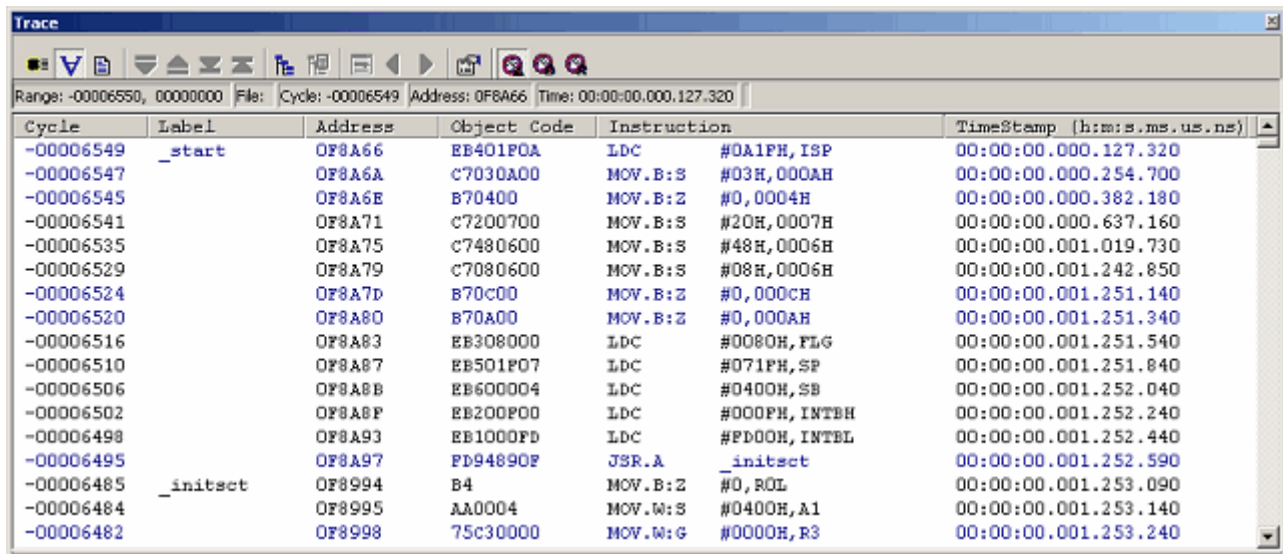 Trace
Range: -00006550, 00000000 File: Cycle: -00006549 Address: 0F8A66 Time: 00:00:00.000.127.320
Cycle Label Address Object Code Instruction TimeStamp (h:m:s.ms.us.ns)
-00006549 _start 0F8A66 EB401F0A LDC #0A1FH,ISP 00:00:00.000.127.320
-00006547 0F8A6A C7030A00 MOV.B:S #03H,000AH 00:00:00.000.254.700
-00006545 0F8A6E B70400 MOV.B:Z #0,0004H 00:00:00.000.382.180
-00006541 0F8A71 C7200700 MOV.B:S #20H,0007H 00:00:00.000.637.160
-00006535 0F8A75 C7480600 MOV.B:S #48H,0006H 00:00:00.001.019.730
-00006529 0F8A79 C7080600 MOV.B:S #08H,0006H 00:00:00.001.242.850
-00006524 0F8A7D B70C00 MOV.B:Z #0,000CH 00:00:00.001.251.140
-00006520 0F8A80 B70A00 MOV.B:Z #0,000AH 00:00:00.001.251.340
-00006516 0F8A83 EB308000 LDC #0080H,FLG 00:00:00.001.251.540
-00006510 0F8A87 EB501F07 LDC #071FH,SP 00:00:00.001.251.840
-00006506 0F8A8B EB600004 LDC #0400H,SB 00:00:00.001.252.040
-00006502 0F8A8F EB200F00 LDC #000FH,INTBH 00:00:00.001.252.240
-00006498 0F8A93 EB1000FD LDC #FD00H,INTBL 00:00:00.001.252.440
-00006495 0F8A97 FD94890F JSR.A _initsct 00:00:00.001.252.590
-00006485 _initsct 0F8994 B4 MOV.B:Z #0,R0L 00:00:00.001.253.090
-00006484 0F8995 AA0004 MOV.W:S #0400H,A1 00:00:00.001.253.140
-00006482 0F8998 75C30000 MOV.W:G #0000H,R3 00:00:00.001.253.240